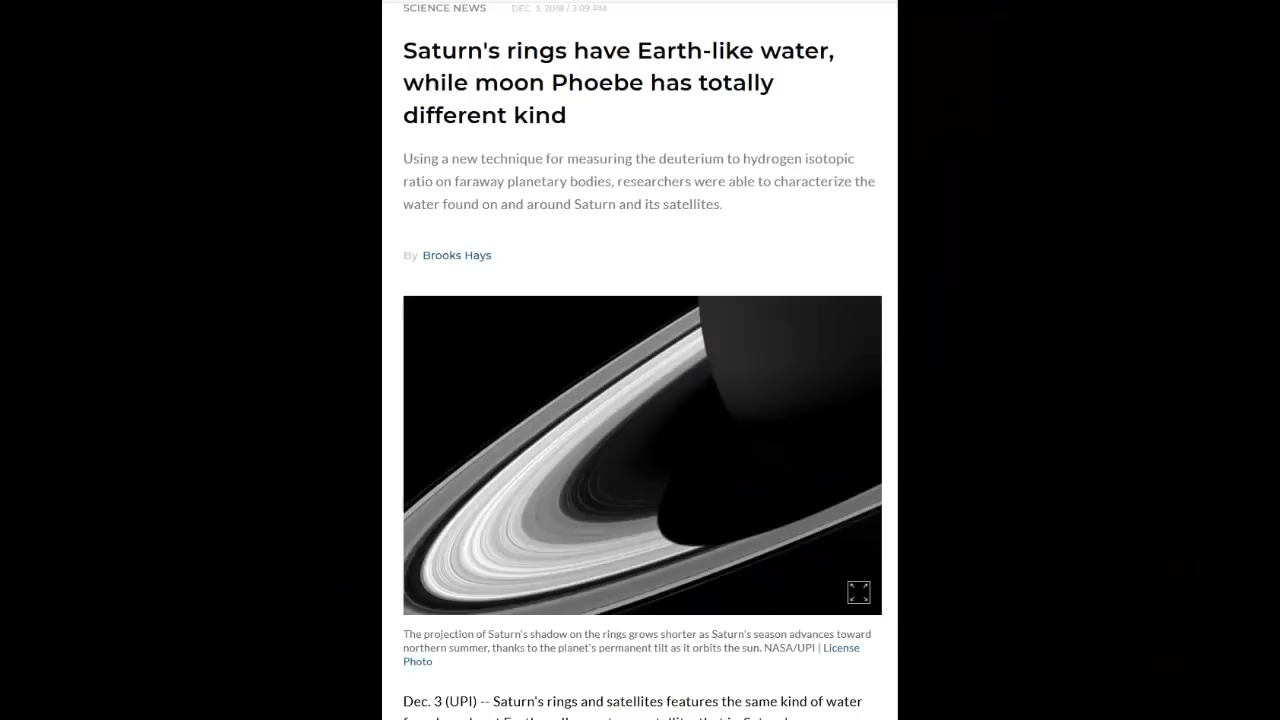 SCIENCE NEWS DEC. 3, 2018 / 3:09 PM
Saturn's rings have Earth-like water,
while moon Phoebe has totally
different kind
Using a new technique for measuring the deuterium to hydrogen isotopic
ratio on faraway planetary bodies, researchers were able to characterize the
water found on and around Saturn and its satellites.
By Brooks Hays
The projection of Saturn's shadow on the rings grows shorter as Saturn's season advances toward
northern summer, thanks to the planet's permanent tilt as it orbits the sun. NASA/UPI | License
Photo
Dec. 3 (UPI) -- Saturn's rings and satellites features the same kind of water